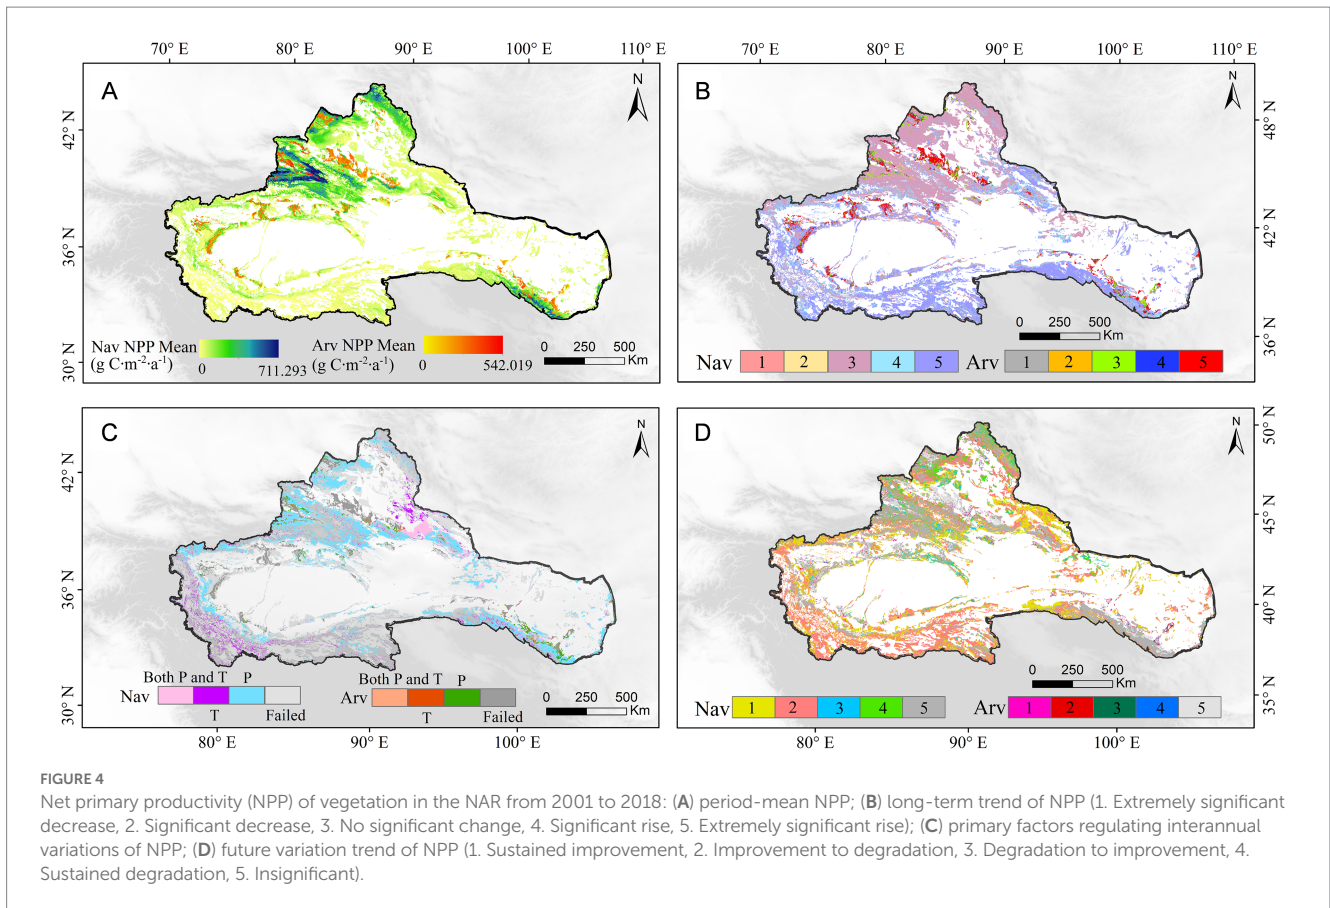 70° E 80° E 90° E 100° E 110° E
70° E 80° E 90° E 100° E 110° E
A
N
42° N
36° N
30° N
Nav NPP Mean
(g C·m⁻²·a⁻¹)
0 711.293
Arv NPP Mean
(g C·m⁻²·a⁻¹)
0 542.019
0 250 500
Km
B
N
48° N
42° N
36° N
0 250 500
Km
Nav 1 2 3 4 5 Arv 1 2 3 4 5
C
N
42° N
36° N
30° N
Both P and T P
Nav
T Failed
Both P and T P
Arv
T Failed
0 250 500
Km
D
N
50° N
45° N
40° N
35° N
0 250 500
Km
Nav 1 2 3 4 5 Arv 1 2 3 4 5
80° E 90° E 100° E
80° E 90° E 100° E
FIGURE 4
Net primary productivity (NPP) of vegetation in the NAR from 2001 to 2018: (A) period-mean NPP; (B) long-term trend of NPP (1. Extremely significant
decrease, 2. Significant decrease, 3. No significant change, 4. Significant rise, 5. Extremely significant rise); (C) primary factors regulating interannual
variations of NPP; (D) future variation trend of NPP (1. Sustained improvement, 2. Improvement to degradation, 3. Degradation to improvement, 4.
Sustained degradation, 5. Insignificant).